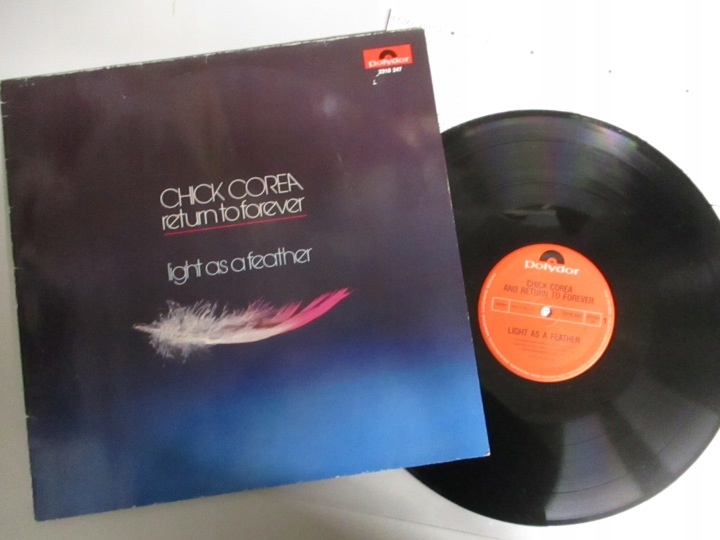 Polydor
2310 247
CHICK COREA
return to forever
light as a feather
Polydor
CHICK COREA
AND RETURN TO FOREVER
1
LIGHT AS A FEATHER